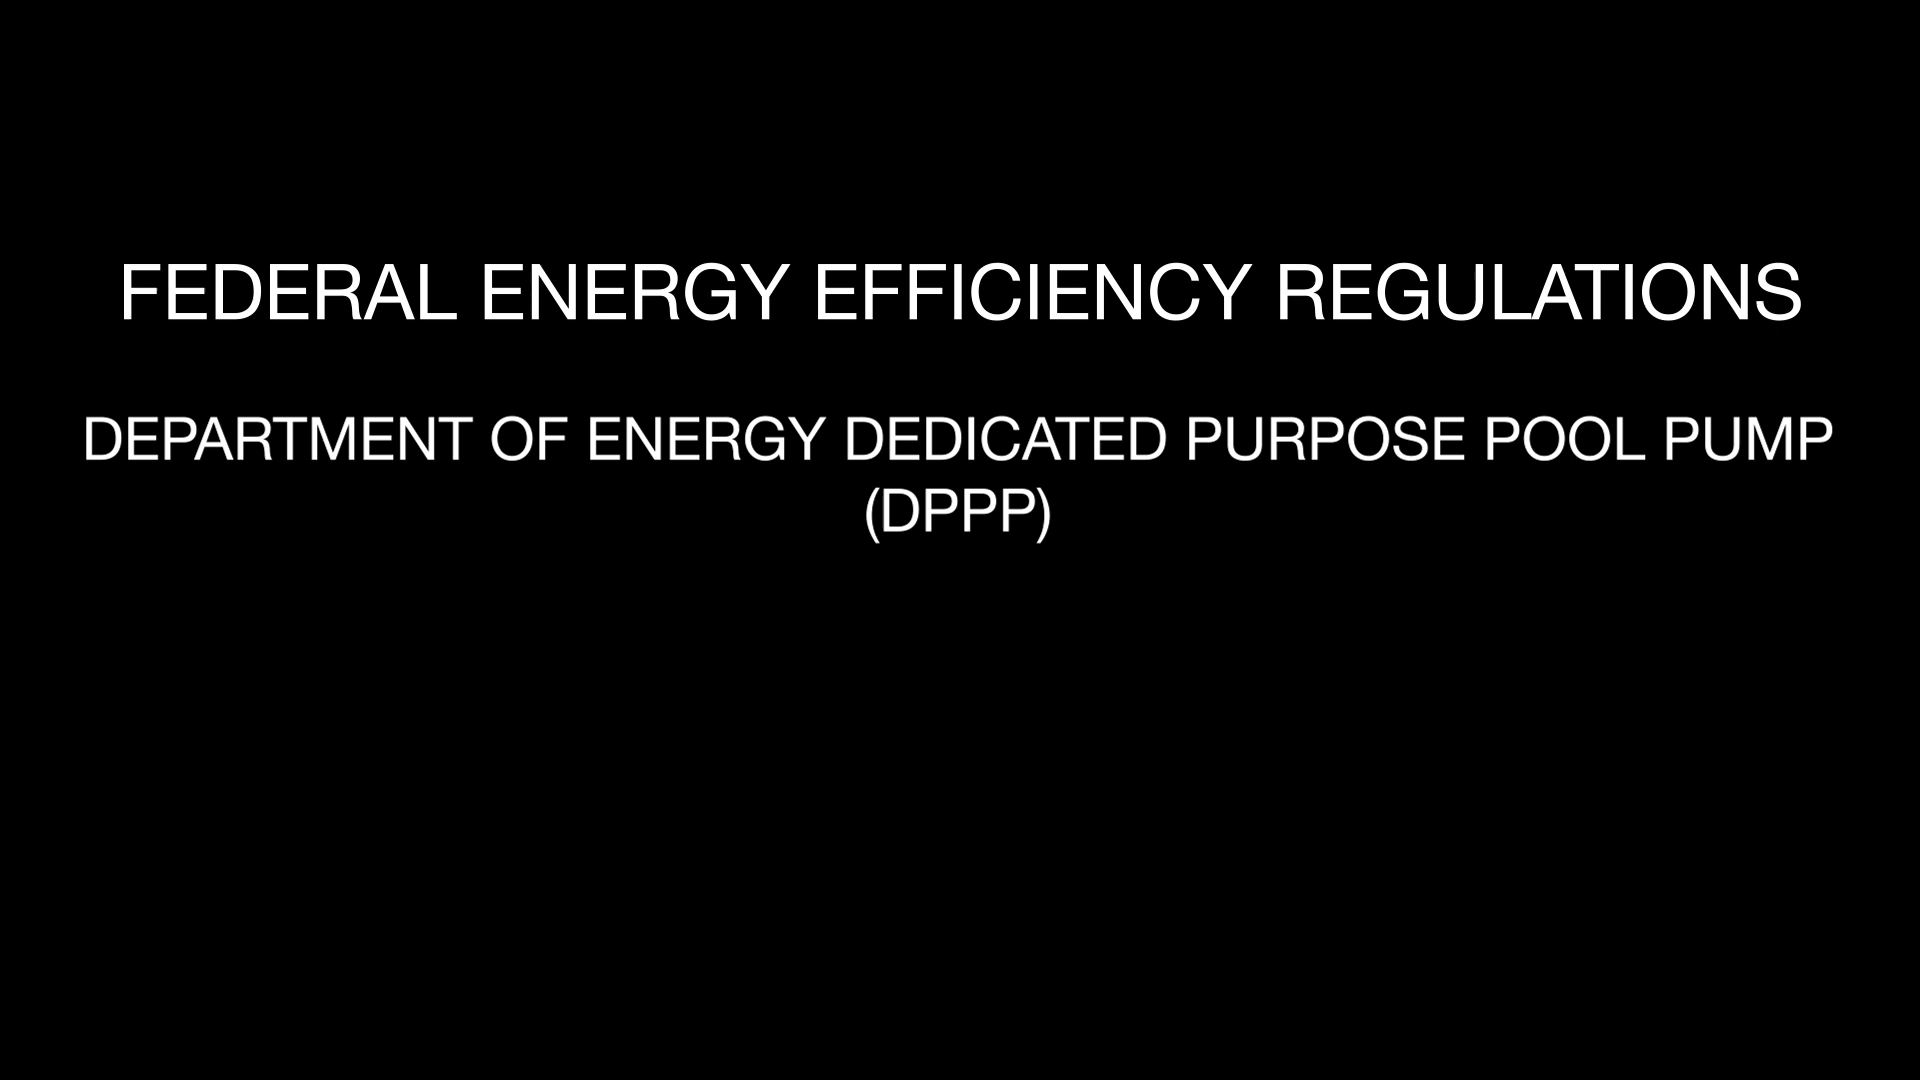 FEDERAL ENERGY EFFICIENCY REGULATIONS
DEPARTMENT OF ENERGY DEDICATED PURPOSE POOL PUMP
(DPPP)